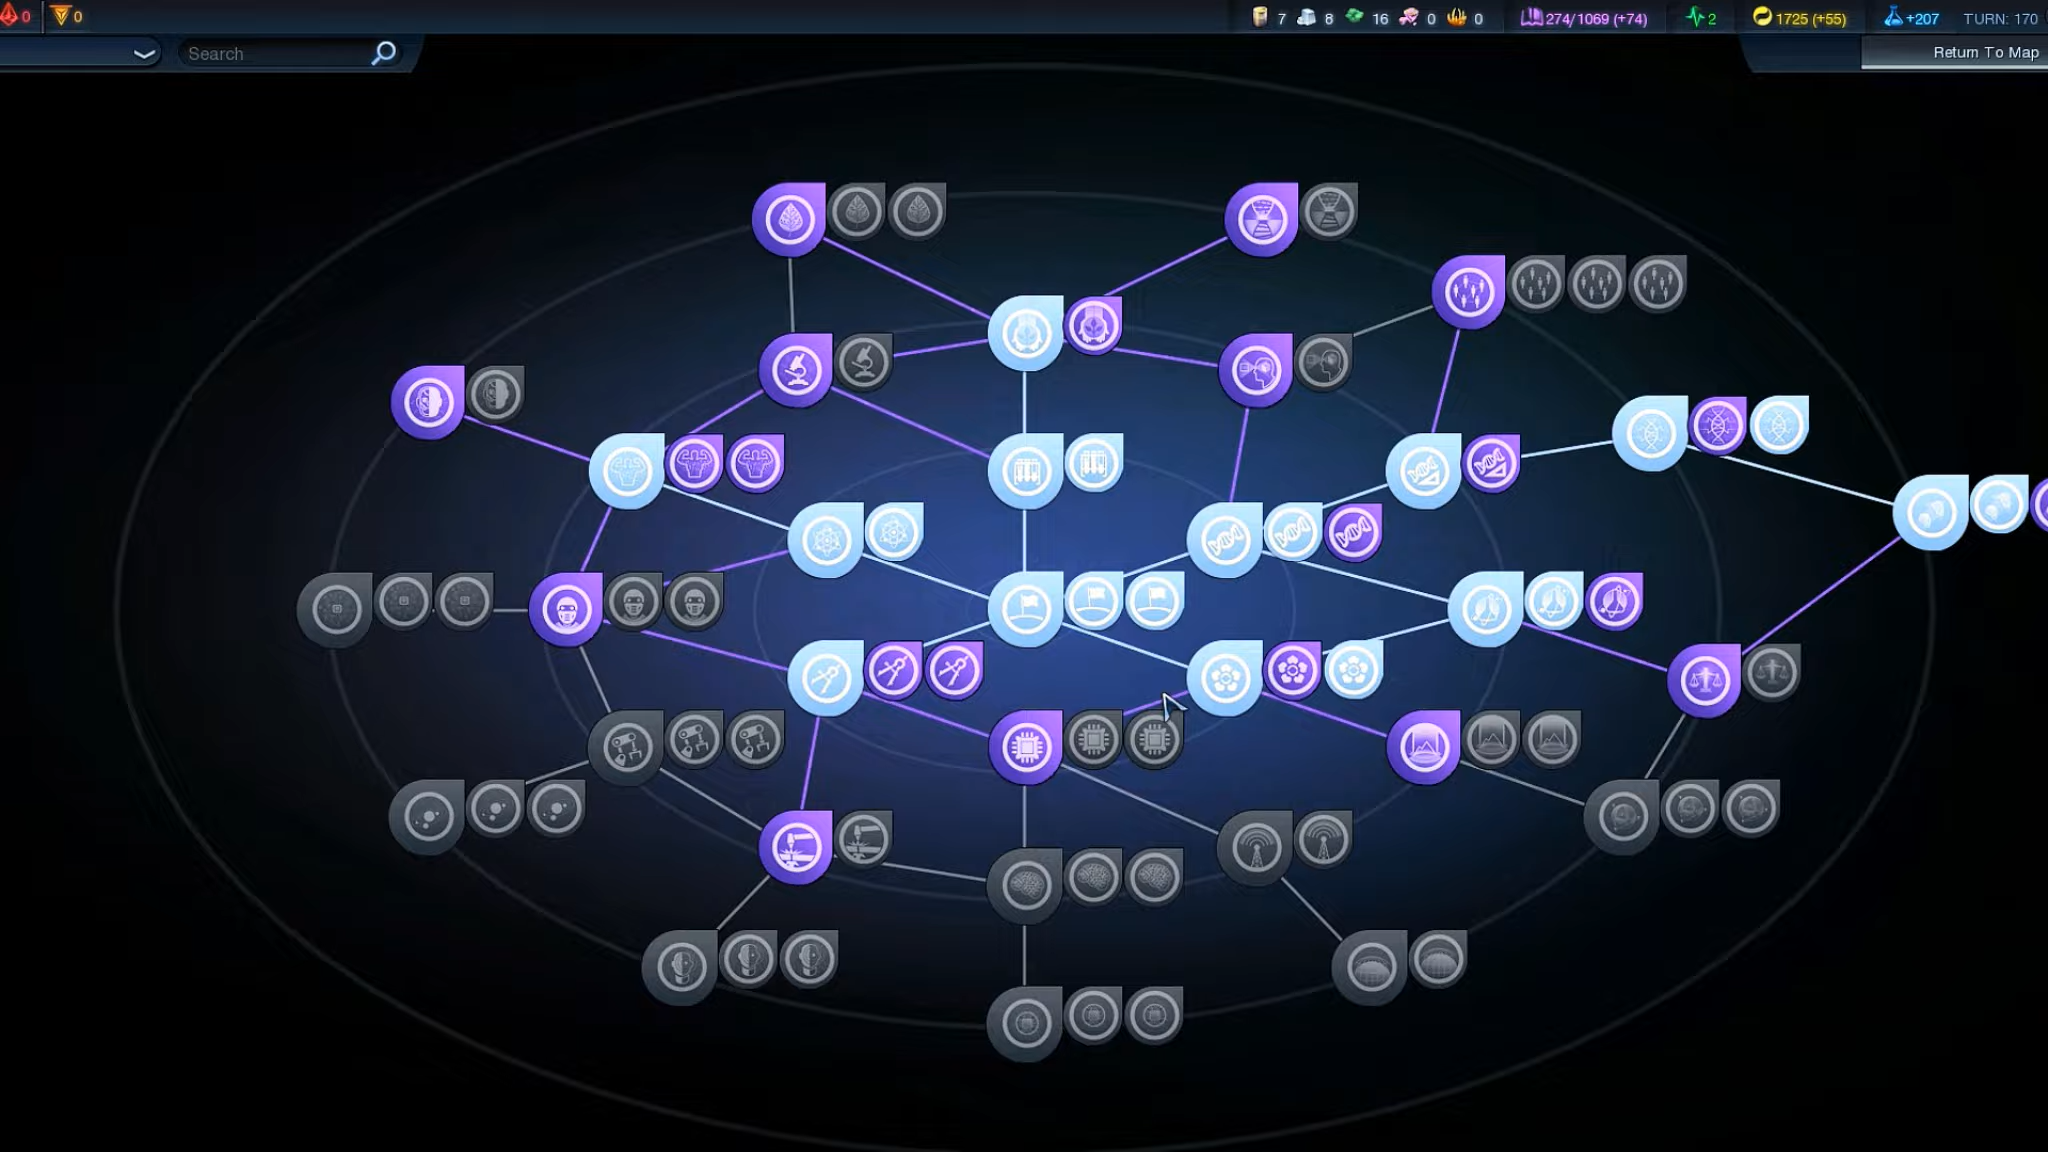 0 0 7 8 16 0 0 274/1069 (+74) 2 1725 (+55) +207 TURN: 170
Search Return To Map